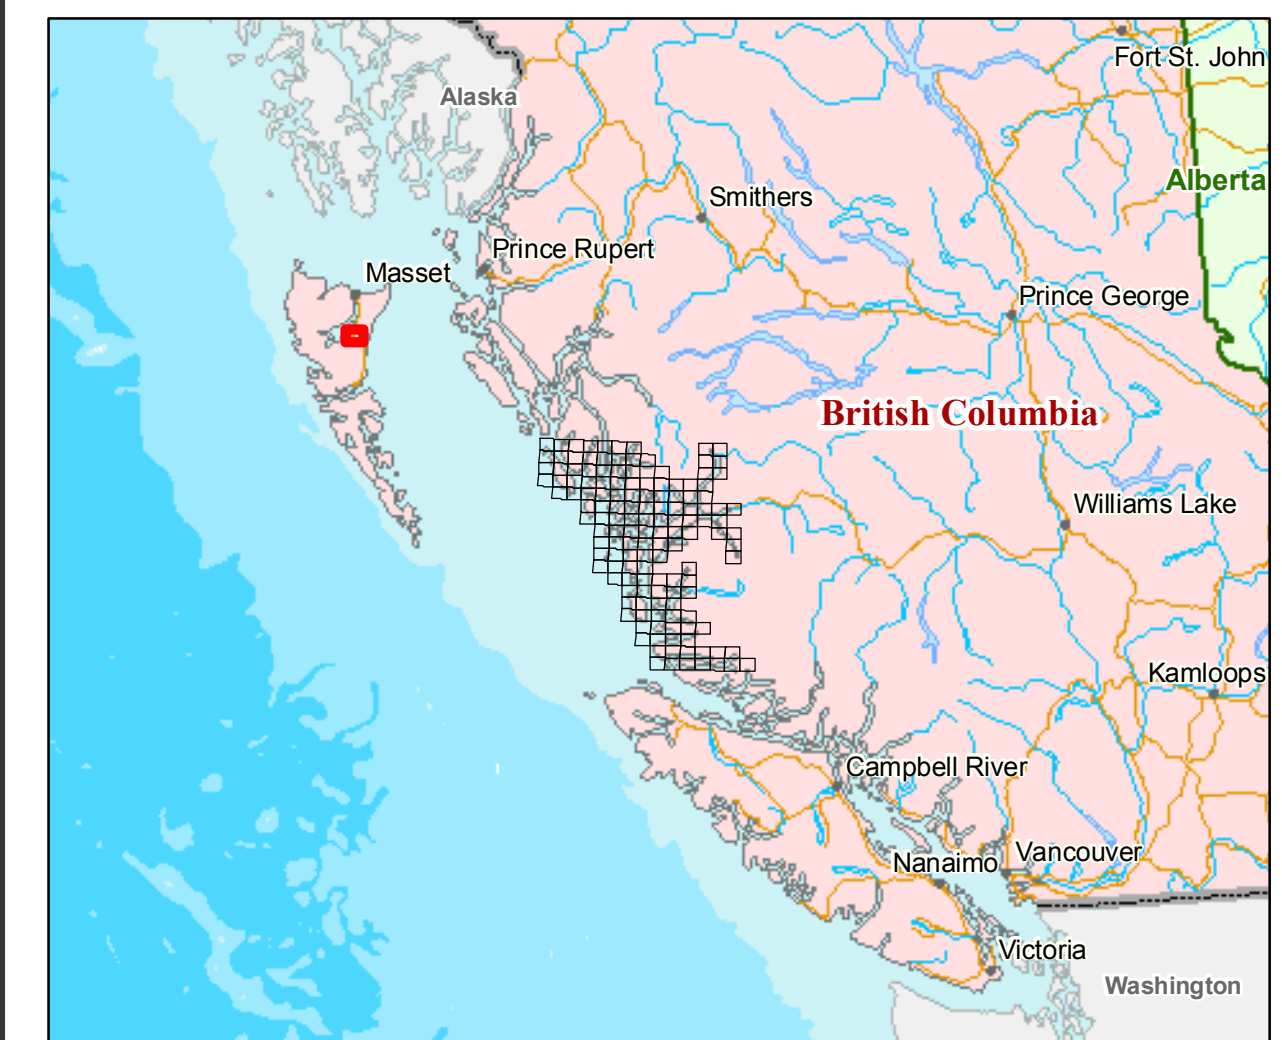 Fort St. John
Alaska
Alberta
Smithers
Prince Rupert
Masset
Prince George
British Columbia
Williams Lake
Kamloops
Campbell River
Vancouver
Nanaimo
Victoria
Washington